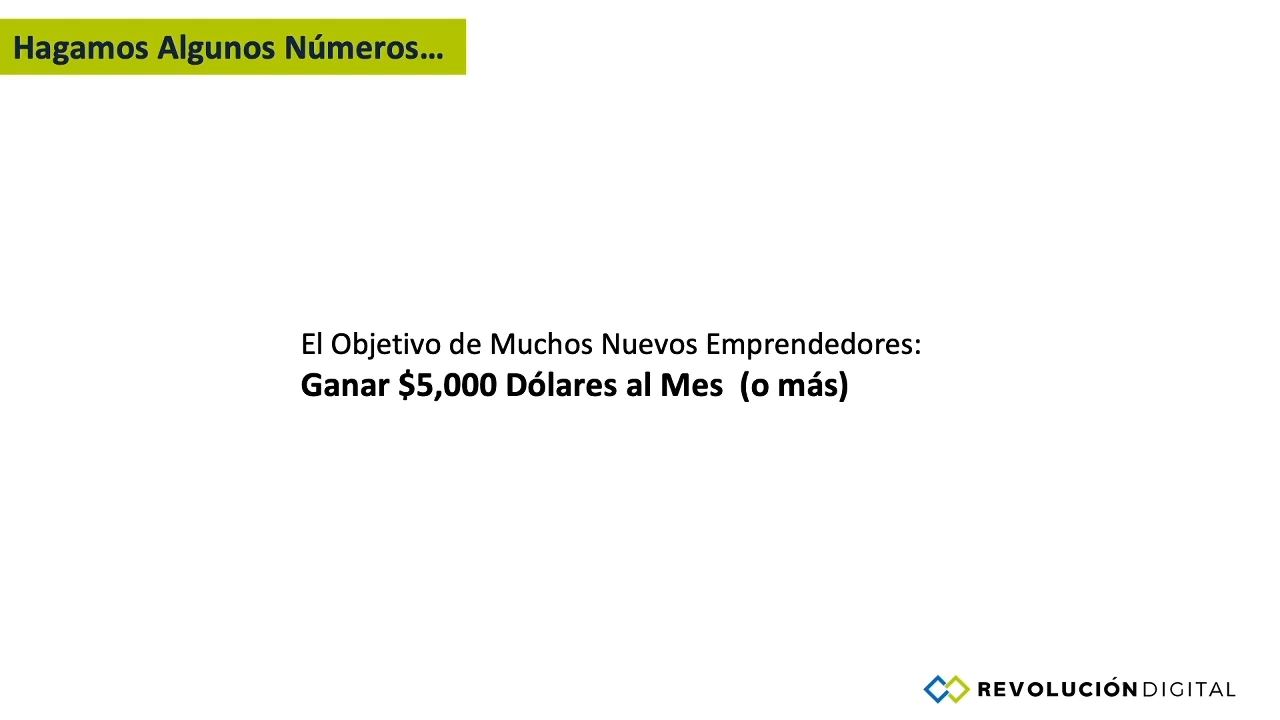 Hagamos Algunos Números...
El Objetivo de Muchos Nuevos Emprendedores:
Ganar $5,000 Dólares al Mes  (o más)
REVOLUCIÓN DIGITAL